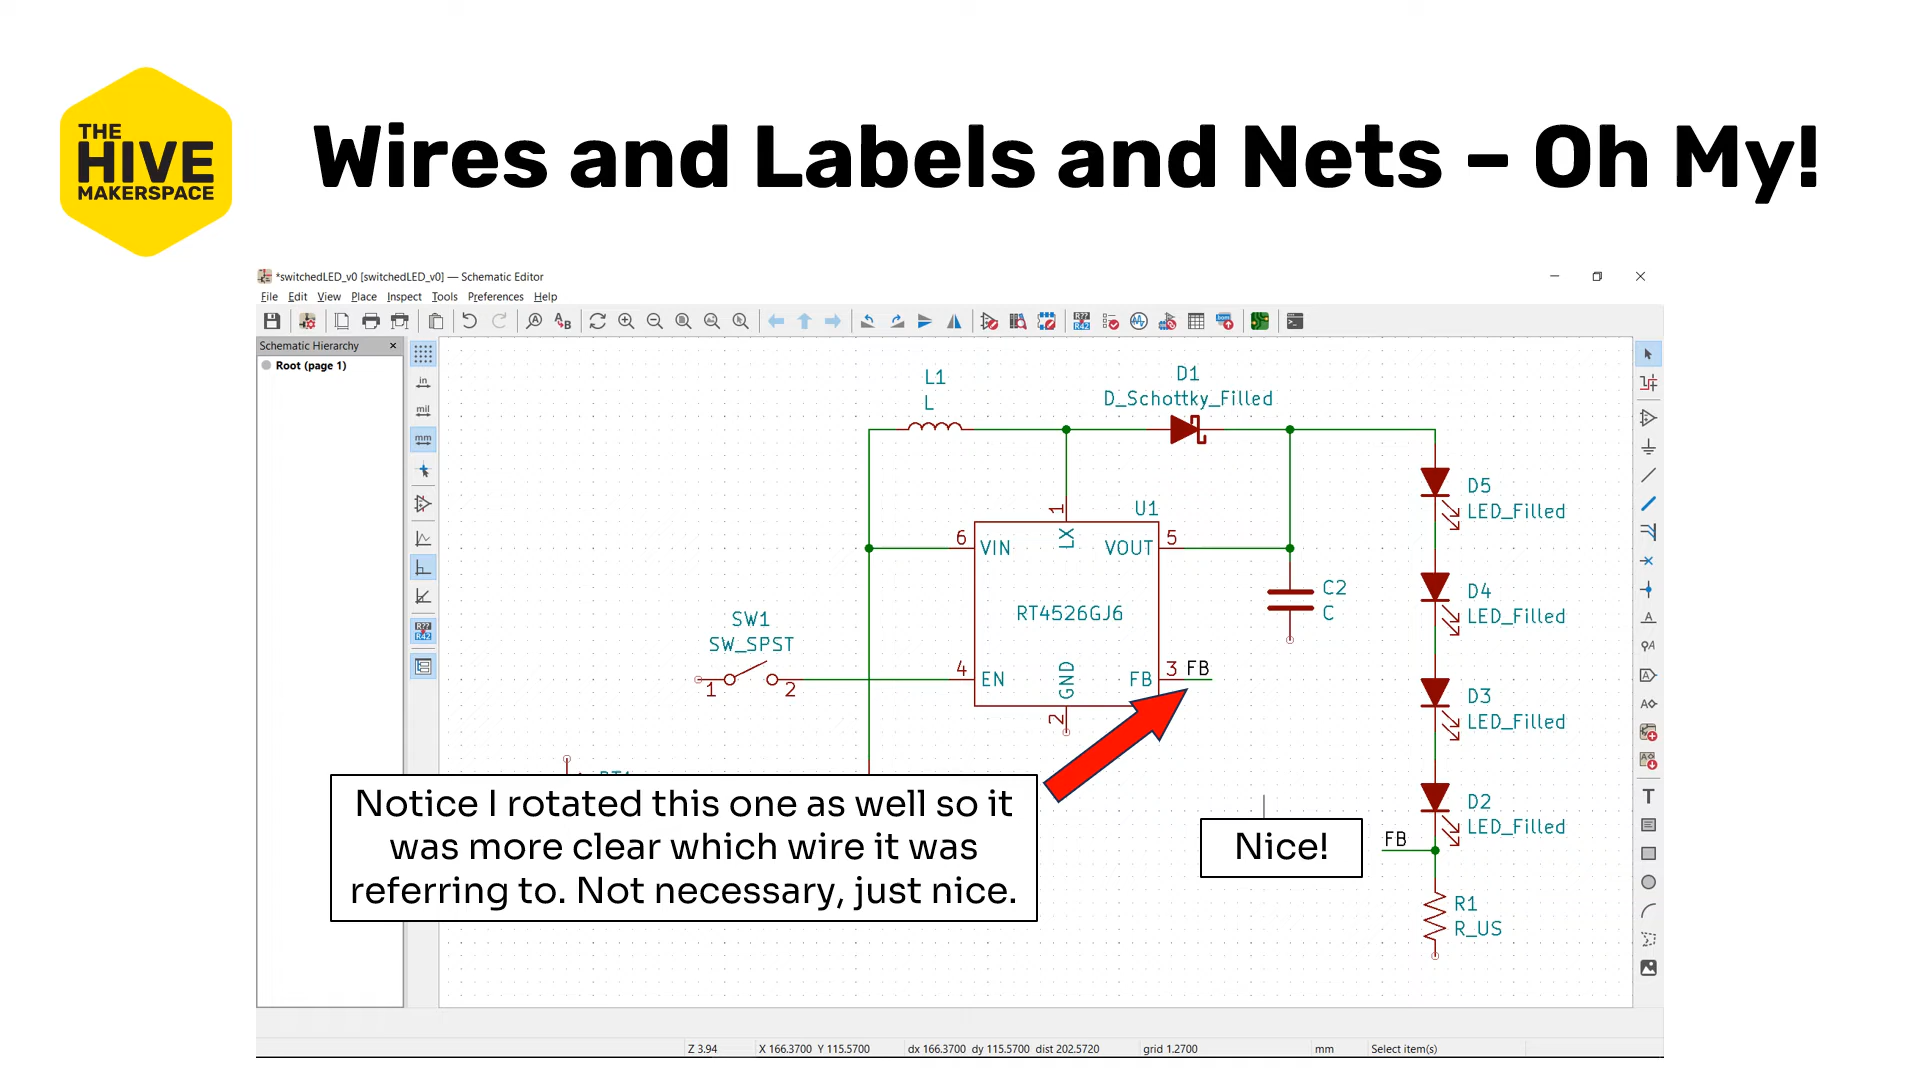 THE
HIVE
MAKERSPACE
Wires and Labels and Nets – Oh My!
*switchedLED_v0 [switchedLED_v0] — Schematic Editor
File Edit View Place Inspect Tools Preferences Help
Schematic Hierarchy
Root (page 1)
in
mil
mm
R??
R42
L1
L
D1
D_Schottky_Filled
D5
LED_Filled
1
U1
6
VIN
LX
VOUT
5
D4
LED_Filled
C2
C
RT4526GJ6
SW1
SW_SPST
1
2
4
EN
GND
FB
3
FB
2
D3
LED_Filled
Notice I rotated this one as well so it
was more clear which wire it was
referring to. Not necessary, just nice.
Nice!
D2
LED_Filled
FB
R1
R_US
Z 3.94 X 166.3700 Y 115.5700 dx 166.3700 dy 115.5700 dist 202.5720 grid 1.2700 mm Select item(s)